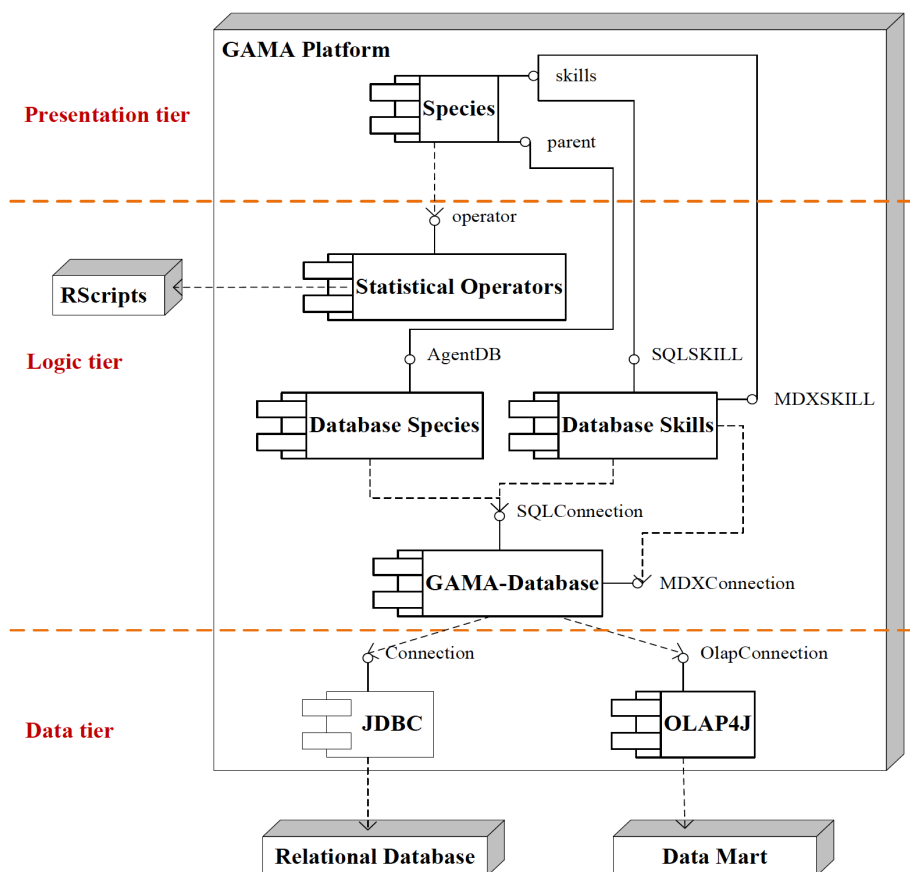 GAMA Platform
skills
Species
Presentation tier
parent
operator
Statistical Operators
RScripts
Logic tier
AgentDB
SQLSKILL
MDXSKILL
Database Species
Database Skills
SQLConnection
GAMA-Database
MDXConnection
Connection
OlapConnection
Data tier
JDBC
OLAP4J
Relational Database
Data Mart